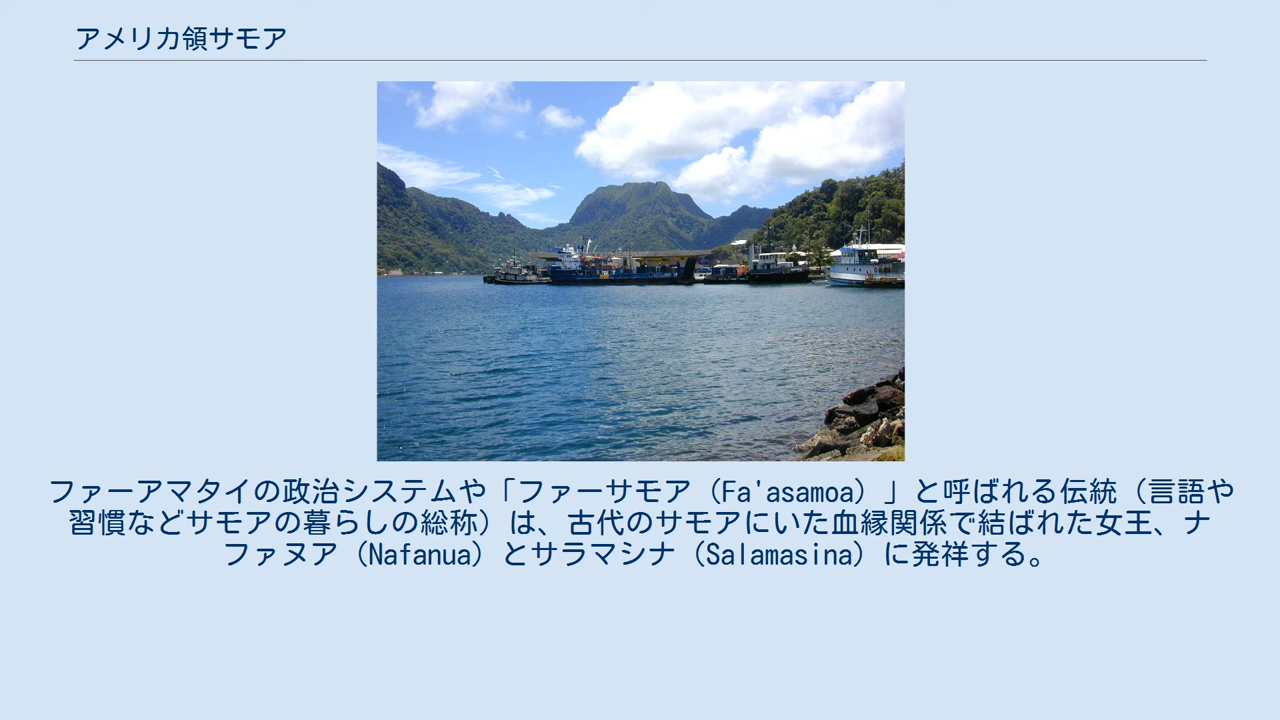 アメリカ領サモア
ファーアマタイの政治システムや「ファーサモア（Fa'asamoa）」と呼ばれる伝統（言語や
習慣などサモアの暮らしの総称）は、古代のサモアにいた血縁関係で結ばれた女王、ナ
ファヌア（Nafanua）とサラマシナ（Salamasina）に発祥する。